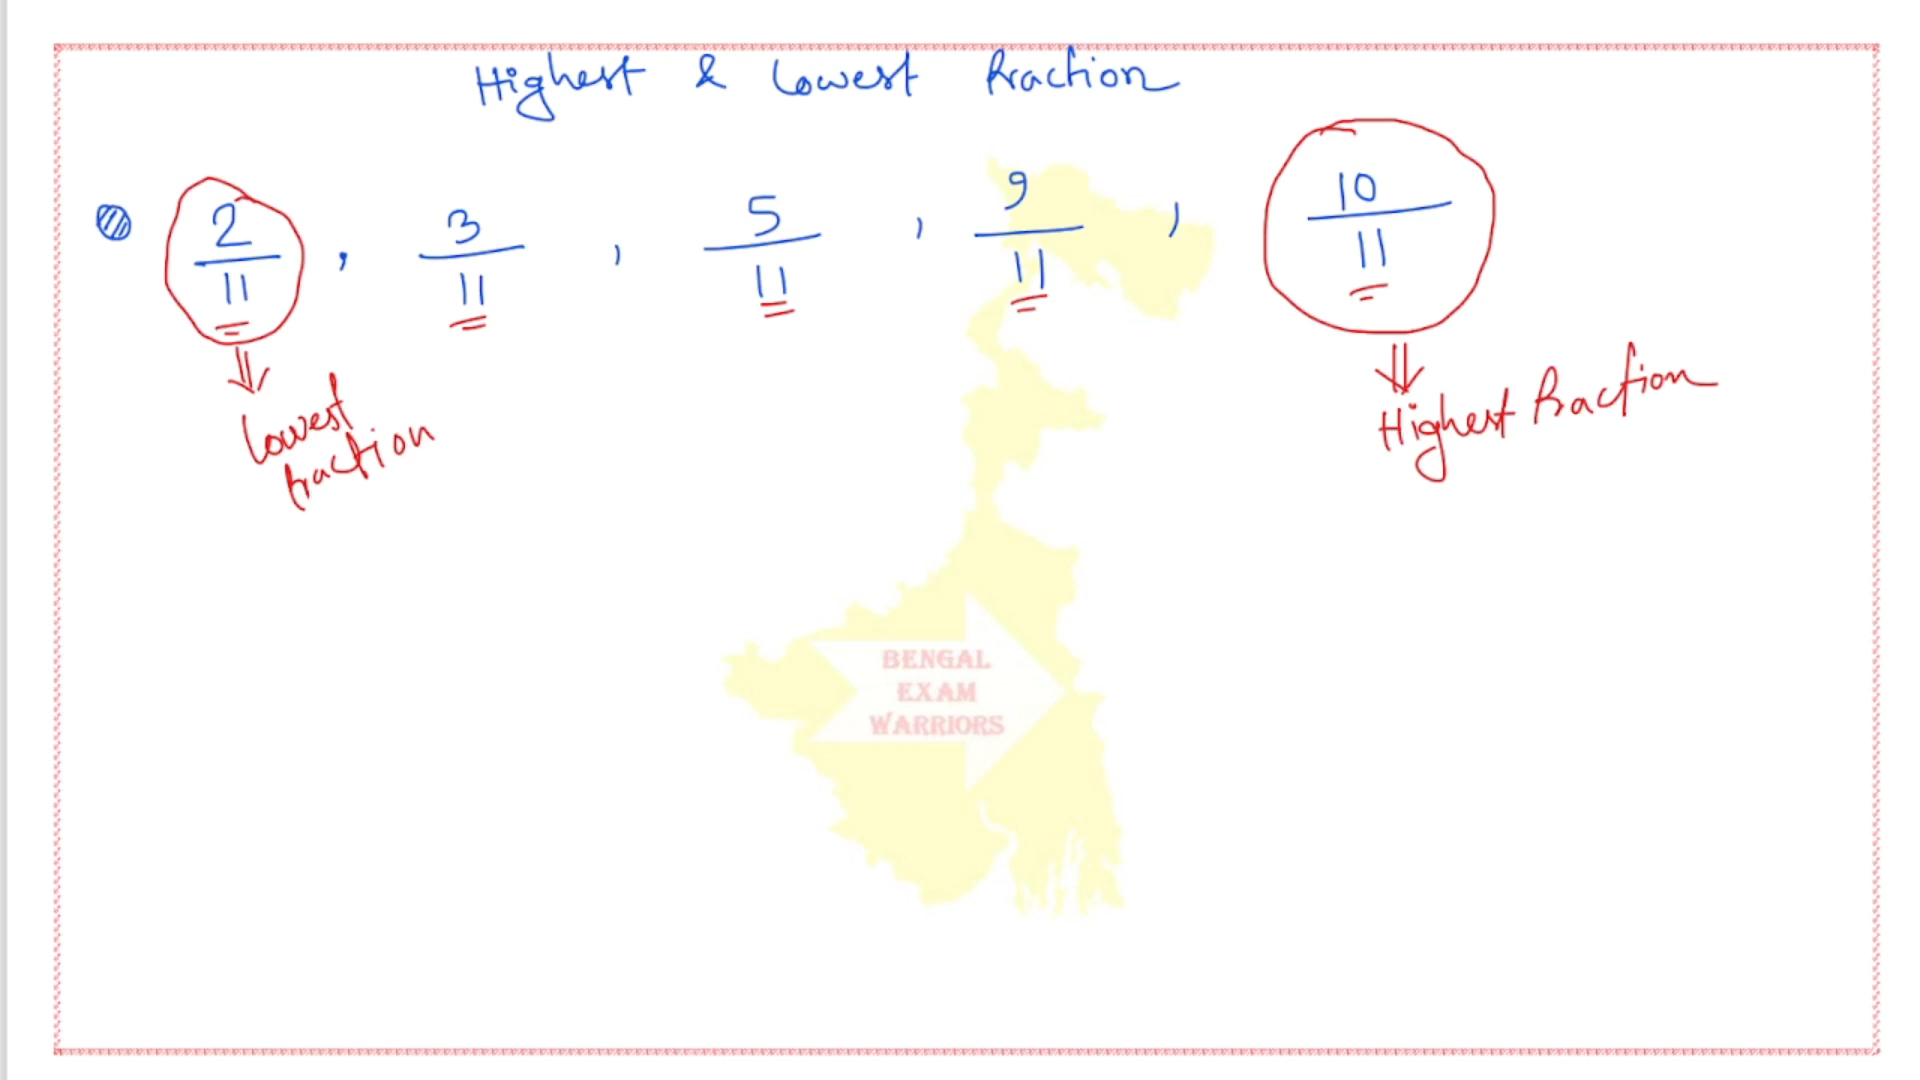 Highest & Lowest fraction
2/11 , 3/11 , 5/11 , 9/11 , 10/11
Lowest
fraction
Highest fraction
BENGAL
EXAM
WARRIORS